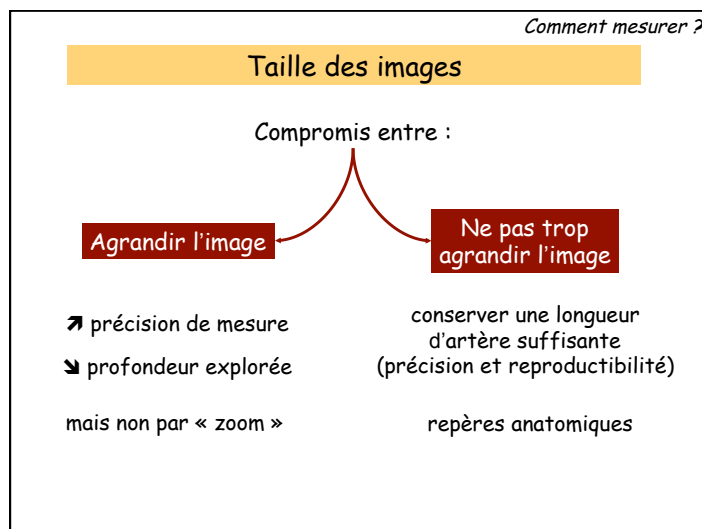 Comment mesurer ?
Taille des images
Compromis entre :
Agrandir l'image
Ne pas trop
agrandir l'image
➚ précision de mesure
➘ profondeur explorée
mais non par « zoom »
conserver une longueur
d'artère suffisante
(précision et reproductibilité)
repères anatomiques